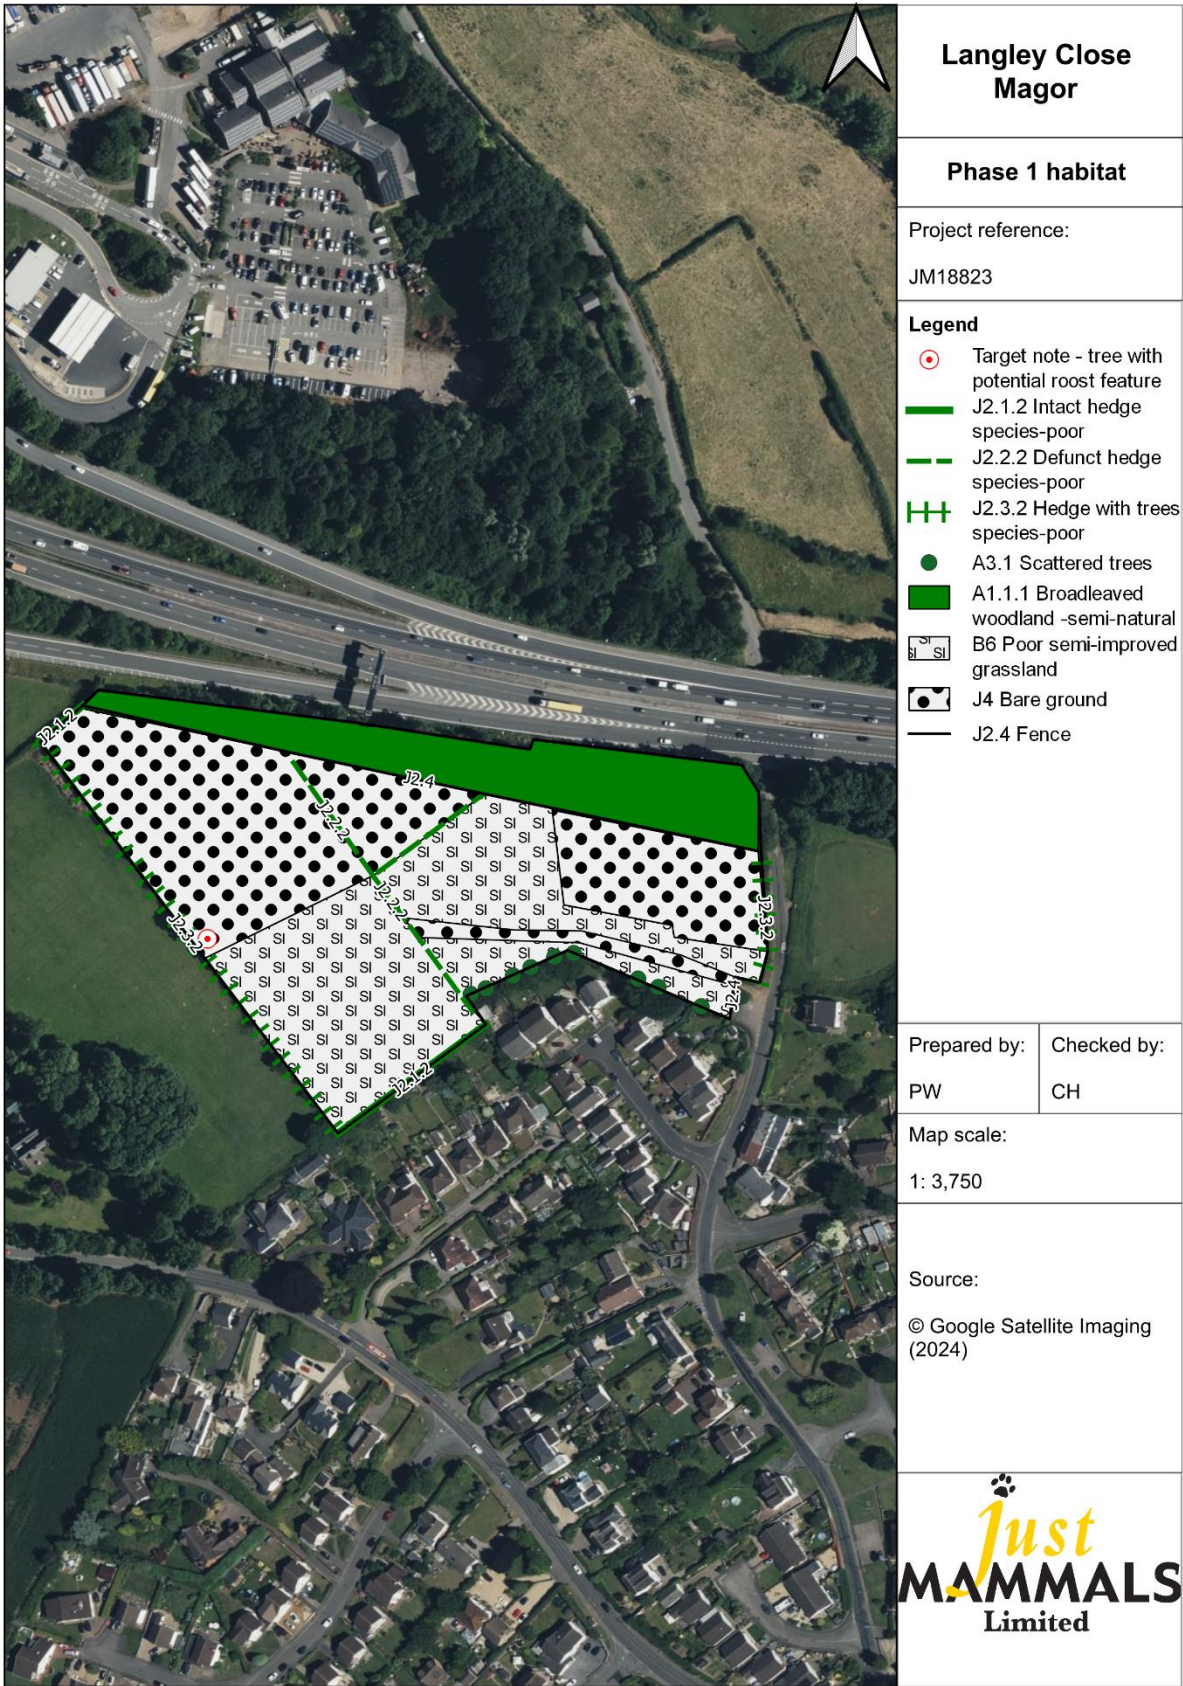 Langley Close
Magor
Phase 1 habitat
Project reference:
JM18823
Legend
Target note - tree with
potential roost feature
J2.1.2 Intact hedge
species-poor
J2.2.2 Defunct hedge
species-poor
J2.3.2 Hedge with trees
species-poor
A3.1 Scattered trees
A1.1.1 Broadleaved
woodland -semi-natural
SI SI SI
B6 Poor semi-improved
grassland
J4 Bare ground
J2.4 Fence
J2.1.2
J2.4
J2.2.2
J2.2.2
J2.3.2
J2.3.2
J2.4
J2.1.2
Prepared by:
PW
Checked by:
CH
Map scale:
1: 3,750
Source:
© Google Satellite Imaging
(2024)
Just
MAMMALS
Limited